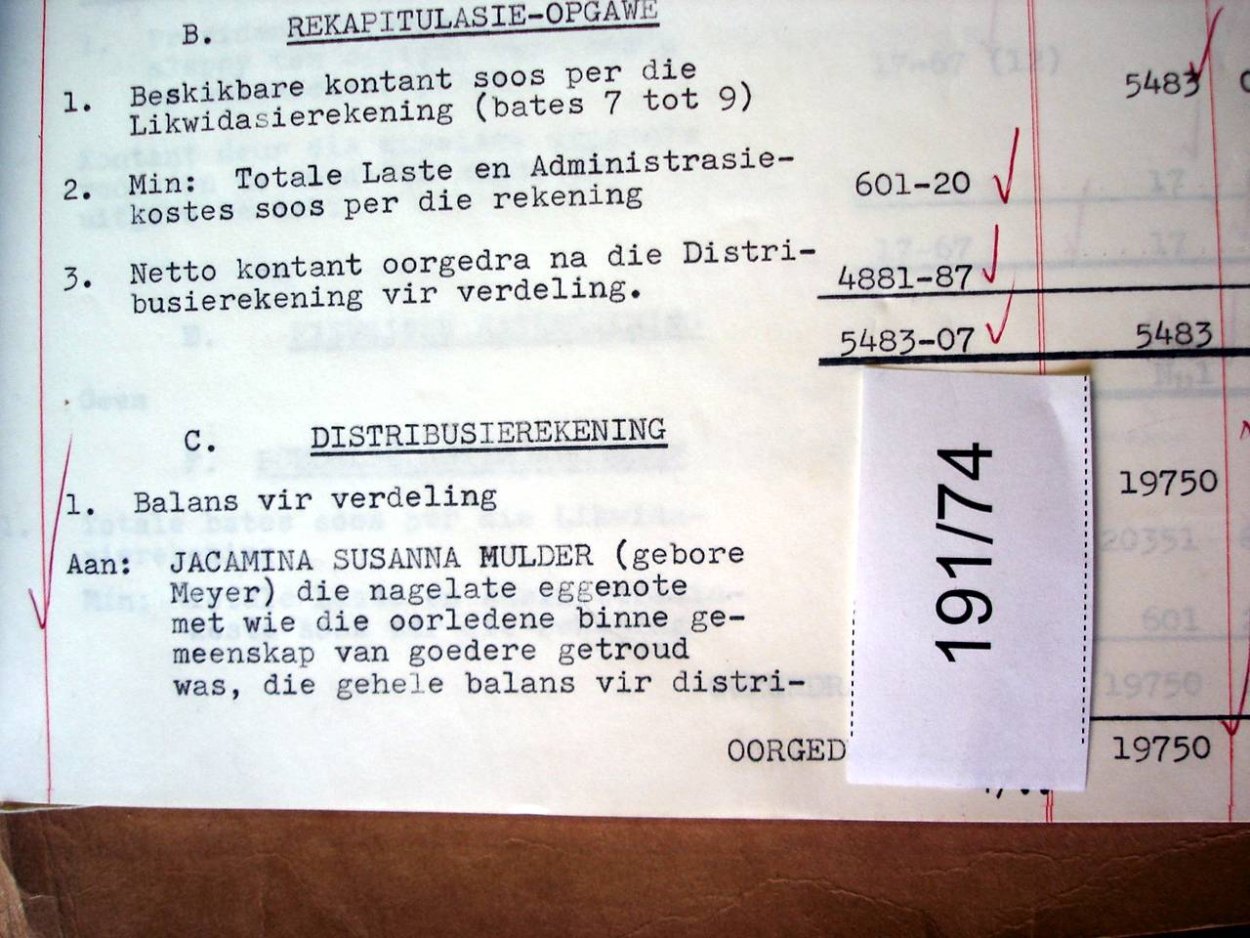 B. REKAPITULASIE-OPGAWE
1. Beskikbare kontant soos per die 5483
Likwidasierekening (bates 7 tot 9)
2. Min: Totale Laste en Administrasie- 601-20
kostes soos per die rekening
3. Netto kontant oorgedra na die Distri- 4881-87
busierekening vir verdeling.
5483-07 5483
C. DISTRIBUSIEREKENING
1. Balans vir verdeling 19750
Aan: JACAMINA SUSANNA MULDER (gebore
Meyer) die nagelate eggenote
met wie die oorledene binne ge-
meenskap van goedere getroud
was, die gehele balans vir distri-
OORGED 19750
191/74